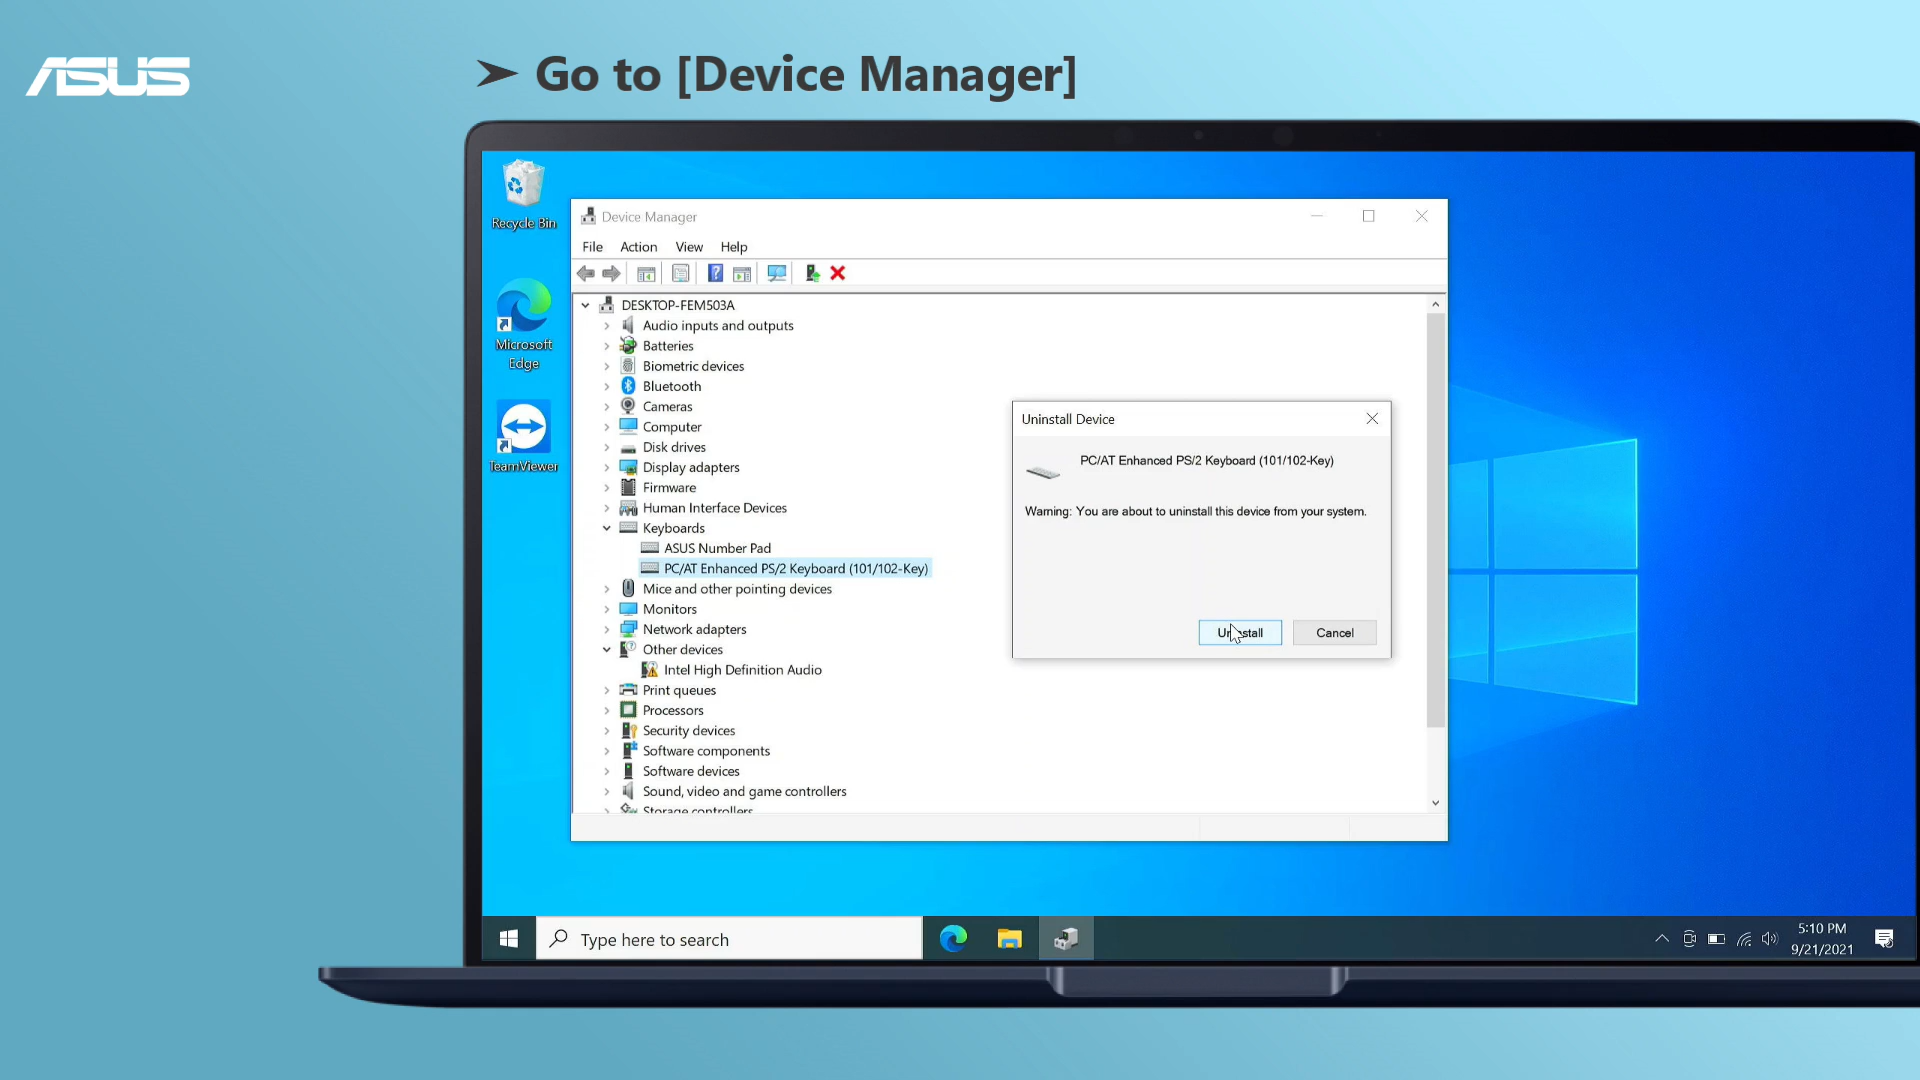 ASUS
➤ Go to [Device Manager]
Recycle Bin
Microsoft
Edge
TeamViewer
Device Manager
File Action View Help
DESKTOP-FEM503A
Audio inputs and outputs
Batteries
Biometric devices
Bluetooth
Cameras
Computer
Disk drives
Display adapters
Firmware
Human Interface Devices
Keyboards
ASUS Number Pad
PC/AT Enhanced PS/2 Keyboard (101/102-Key)
Mice and other pointing devices
Monitors
Network adapters
Other devices
Intel High Definition Audio
Print queues
Processors
Security devices
Software components
Software devices
Sound, video and game controllers
Storage controllers
Uninstall Device
PC/AT Enhanced PS/2 Keyboard (101/102-Key)
Warning: You are about to uninstall this device from your system.
Uninstall Cancel
Type here to search
5:10 PM
9/21/2021